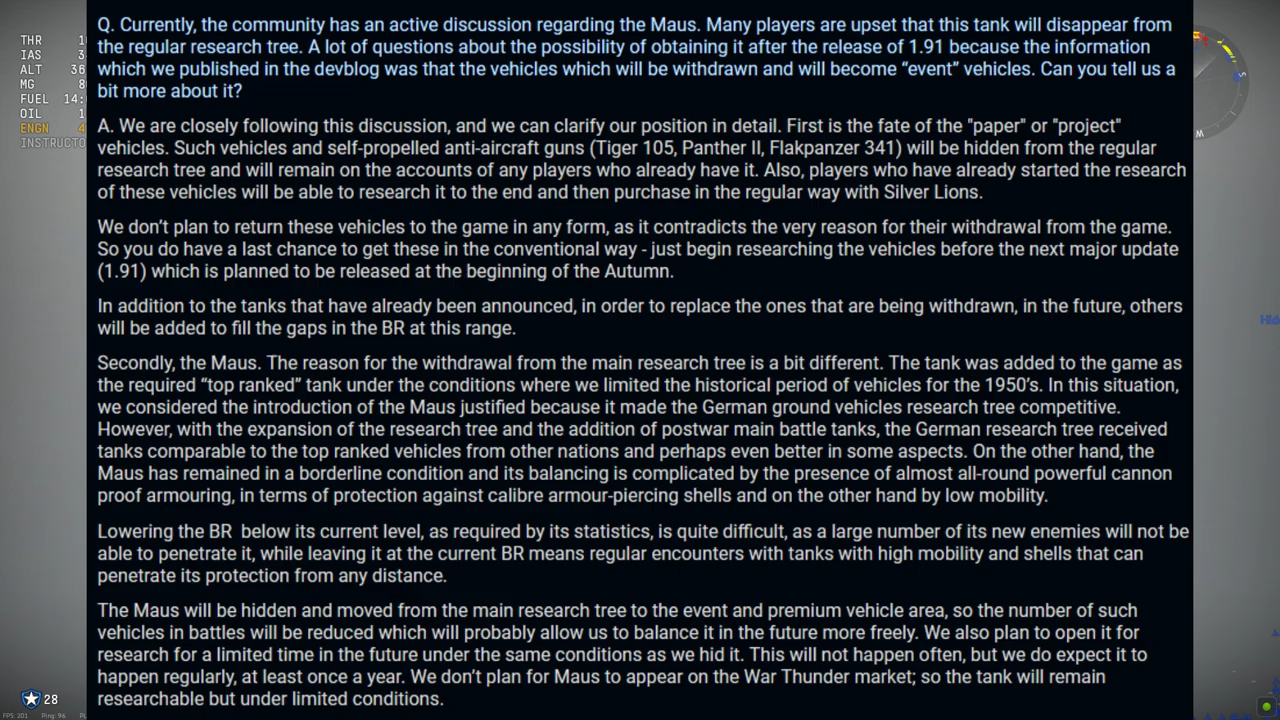 Q. Currently, the community has an active discussion regarding the Maus. Many players are upset that this tank will disappear from
the regular research tree. A lot of questions about the possibility of obtaining it after the release of 1.91 because the information
which we published in the devblog was that the vehicles which will be withdrawn and will become “event” vehicles. Can you tell us a
bit more about it?
A. We are closely following this discussion, and we can clarify our position in detail. First is the fate of the "paper" or "project"
vehicles. Such vehicles and self-propelled anti-aircraft guns (Tiger 105, Panther II, Flakpanzer 341) will be hidden from the regular
research tree and will remain on the accounts of any players who already have it. Also, players who have already started the research
of these vehicles will be able to research it to the end and then purchase in the regular way with Silver Lions.
We don’t plan to return these vehicles to the game in any form, as it contradicts the very reason for their withdrawal from the game.
So you do have a last chance to get these in the conventional way - just begin researching the vehicles before the next major update
(1.91) which is planned to be released at the beginning of the Autumn.
In addition to the tanks that have already been announced, in order to replace the ones that are being withdrawn, in the future, others
will be added to fill the gaps in the BR at this range.
Secondly, the Maus. The reason for the withdrawal from the main research tree is a bit different. The tank was added to the game as
the required “top ranked” tank under the conditions where we limited the historical period of vehicles for the 1950’s. In this situation,
we considered the introduction of the Maus justified because it made the German ground vehicles research tree competitive.
However, with the expansion of the research tree and the addition of postwar main battle tanks, the German research tree received
tanks comparable to the top ranked vehicles from other nations and perhaps even better in some aspects. On the other hand, the
Maus has remained in a borderline condition and its balancing is complicated by the presence of almost all-round powerful cannon
proof armouring, in terms of protection against calibre armour-piercing shells and on the other hand by low mobility.
Lowering the BR below its current level, as required by its statistics, is quite difficult, as a large number of its new enemies will not be
able to penetrate it, while leaving it at the current BR means regular encounters with tanks with high mobility and shells that can
penetrate its protection from any distance.
The Maus will be hidden and moved from the main research tree to the event and premium vehicle area, so the number of such
vehicles in battles will be reduced which will probably allow us to balance it in the future more freely. We also plan to open it for
research for a limited time in the future under the same conditions as we hid it. This will not happen often, but we do expect it to
happen regularly, at least once a year. We don’t plan for Maus to appear on the War Thunder market; so the tank will remain
researchable but under limited conditions.
THR
IAS
ALT 36
MG
FUEL 14:
OIL
ENGN
INSTRUCTO
W
28
FPS: 201 Ping: 96